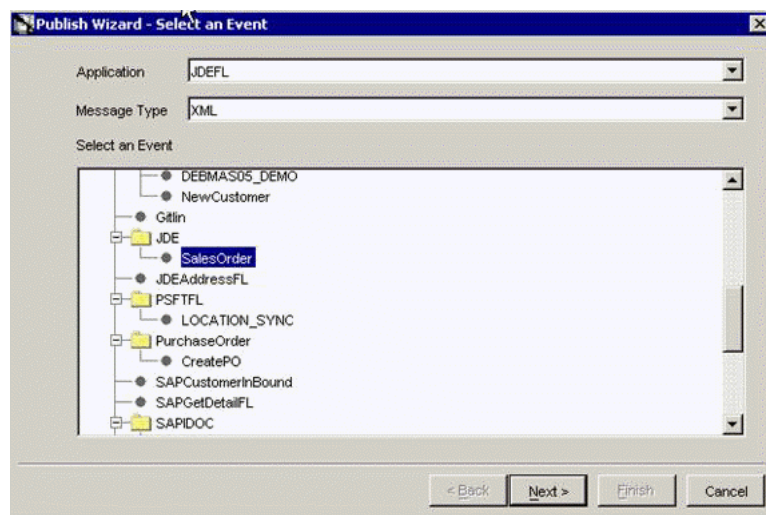 Publish Wizard - Select an Event
Application JDEFL
Message Type XML
Select an Event
DEBMAS05_DEMO
NewCustomer
Gitlin
JDE
SalesOrder
JDEAddressFL
PSFTFL
LOCATION_SYNC
PurchaseOrder
CreatePO
SAPCustomerInBound
SAPGetDetailFL
SAPIDOC
< Back Next > Finish Cancel